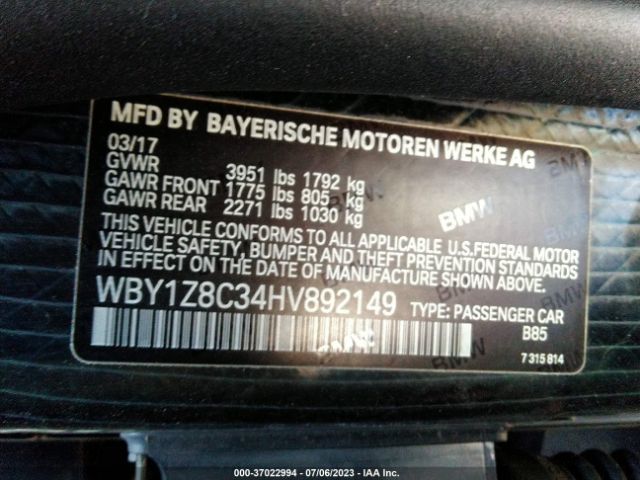 MFD BY BAYERISCHE MOTOREN WERKE AG
03/17
GVWR 3951 lbs 1792 kg
GAWR FRONT 1775 lbs 805 kg
GAWR REAR 2271 lbs 1030 kg
THIS VEHICLE CONFORMS TO ALL APPLICABLE U.S.FEDERAL MOTOR
VEHICLE SAFETY, BUMPER AND THEFT PREVENTION STANDARDS
IN EFFECT ON THE DATE OF MANUFACTURE SHOWN ABOVE.
WBY1Z8C34HV892149 TYPE: PASSENGER CAR
B85
7 315 814
BMW
BMW
BMW
BMW
000-37022994 / 07/06/2023 - IAA Inc.